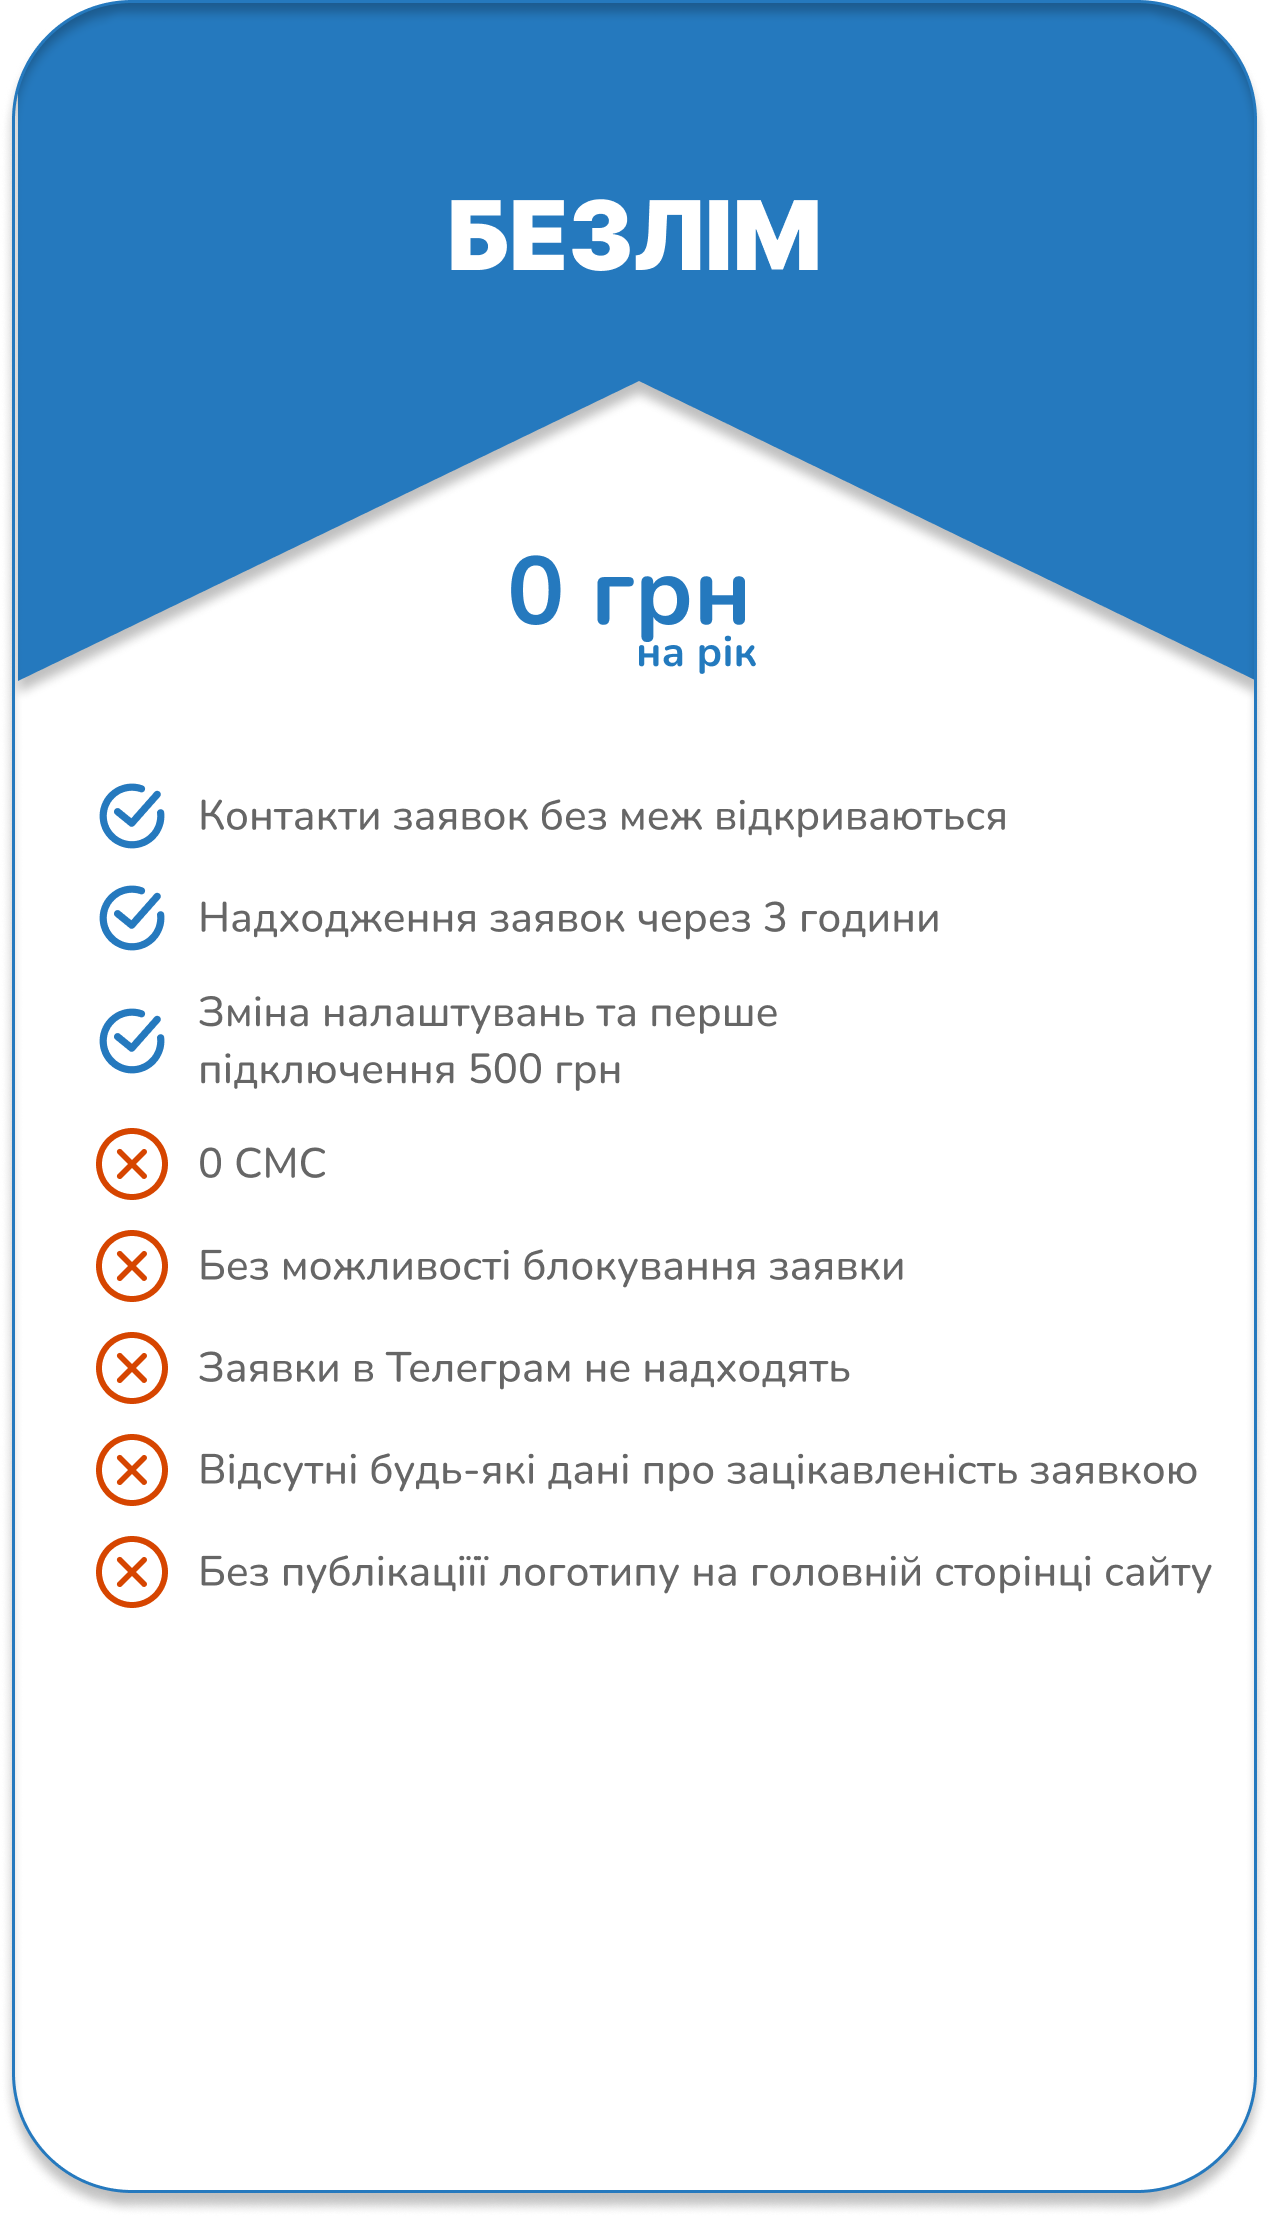 БЕЗЛІМ
0 грн
на рік
Контакти заявок без меж відкриваються
Надходження заявок через 3 години
Зміна налаштувань та перше
підключення 500 грн
0 СМС
Без можливості блокування заявки
Заявки в Телеграм не надходять
Відсутні будь-які дані про зацікавленість заявкою
Без публікаціїї логотипу на головній сторінці сайту